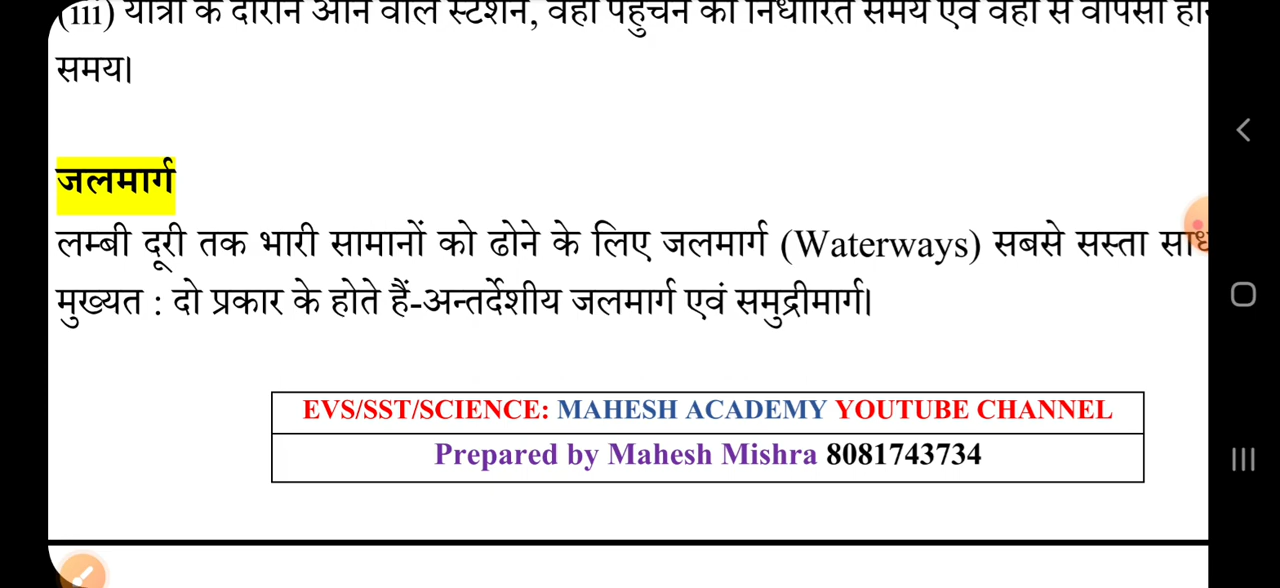 (iii) यात्रा के दौरान आने वाले स्टेशन, वहाँ पहुंचने का निर्धारित समय एवं वहाँ से वापसी
समय।
जलमार्ग
लम्बी दूरी तक भारी सामानों को ढोने के लिए जलमार्ग (Waterways) सबसे सस्ता
मुख्यत : दो प्रकार के होते हैं-अन्तर्देशीय जलमार्ग एवं समुद्रीमार्ग।
EVS/SST/SCIENCE: MAHESH ACADEMY YOUTUBE CHANNEL
Prepared by Mahesh Mishra 8081743734